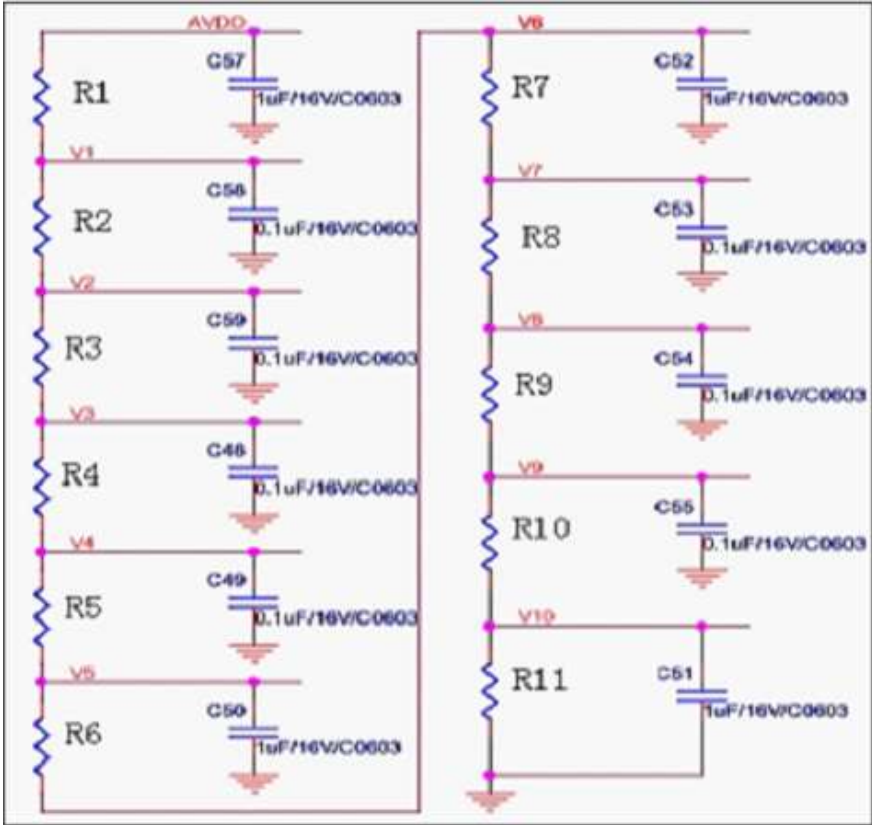 AVDD
C57
R1
1uF/16V/C0603
V1
C58
R2
0.1uF/16V/C0603
V2
C59
R3
0.1uF/16V/C0603
V3
C48
R4
0.1uF/16V/C0603
V4
C49
R5
0.1uF/16V/C0603
V5
C50
R6
1uF/16V/C0603
V6
C52
R7
1uF/16V/C0603
V7
C53
R8
0.1uF/16V/C0603
V8
C54
R9
0.1uF/16V/C0603
V9
C55
R10
0.1uF/16V/C0603
V10
C51
R11
1uF/16V/C0603